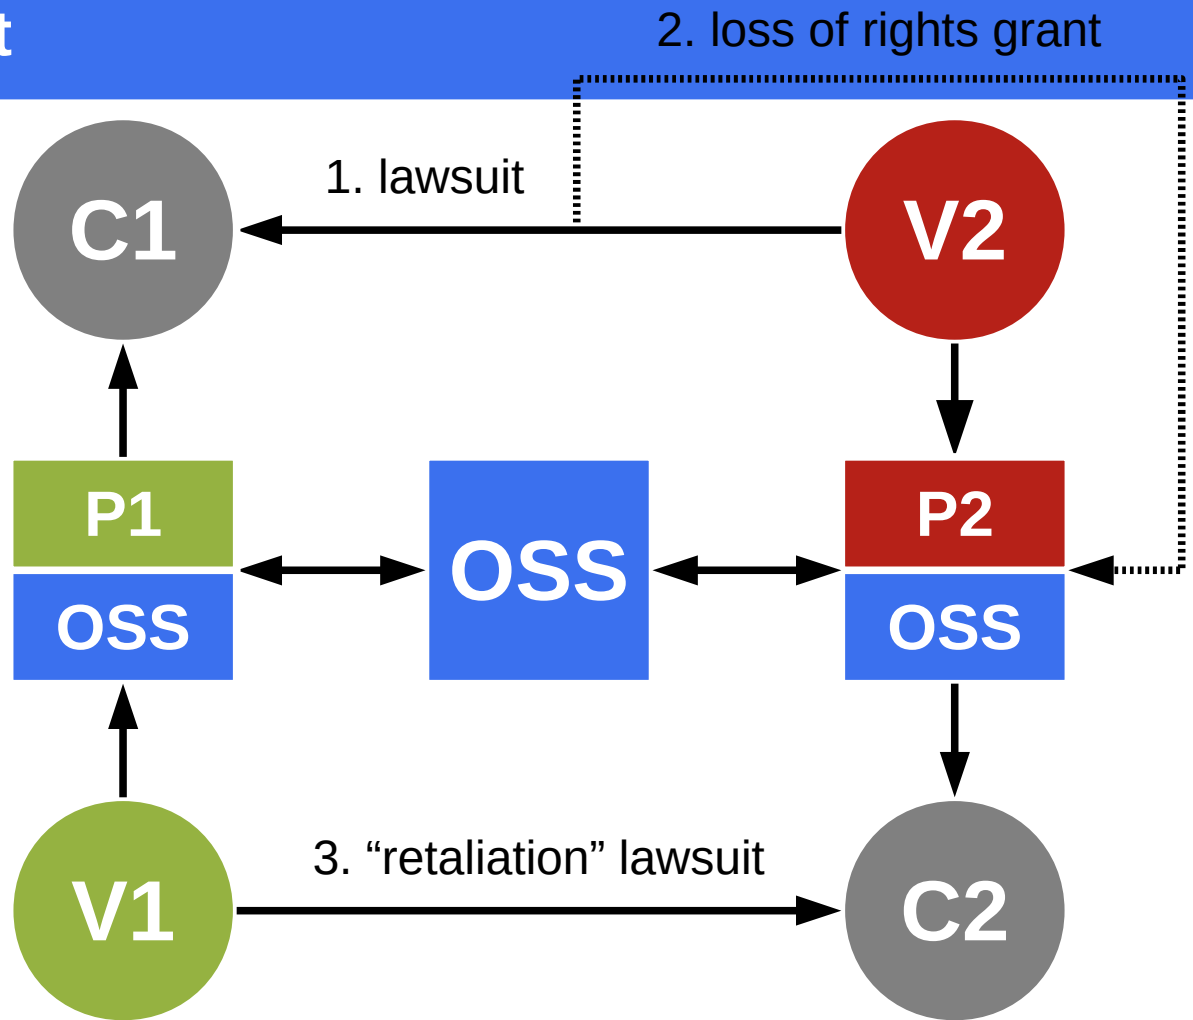 t
2. loss of rights grant
1. lawsuit
C1
V2
P1
P2
OSS
OSS
OSS
3. “retaliation” lawsuit
V1
C2